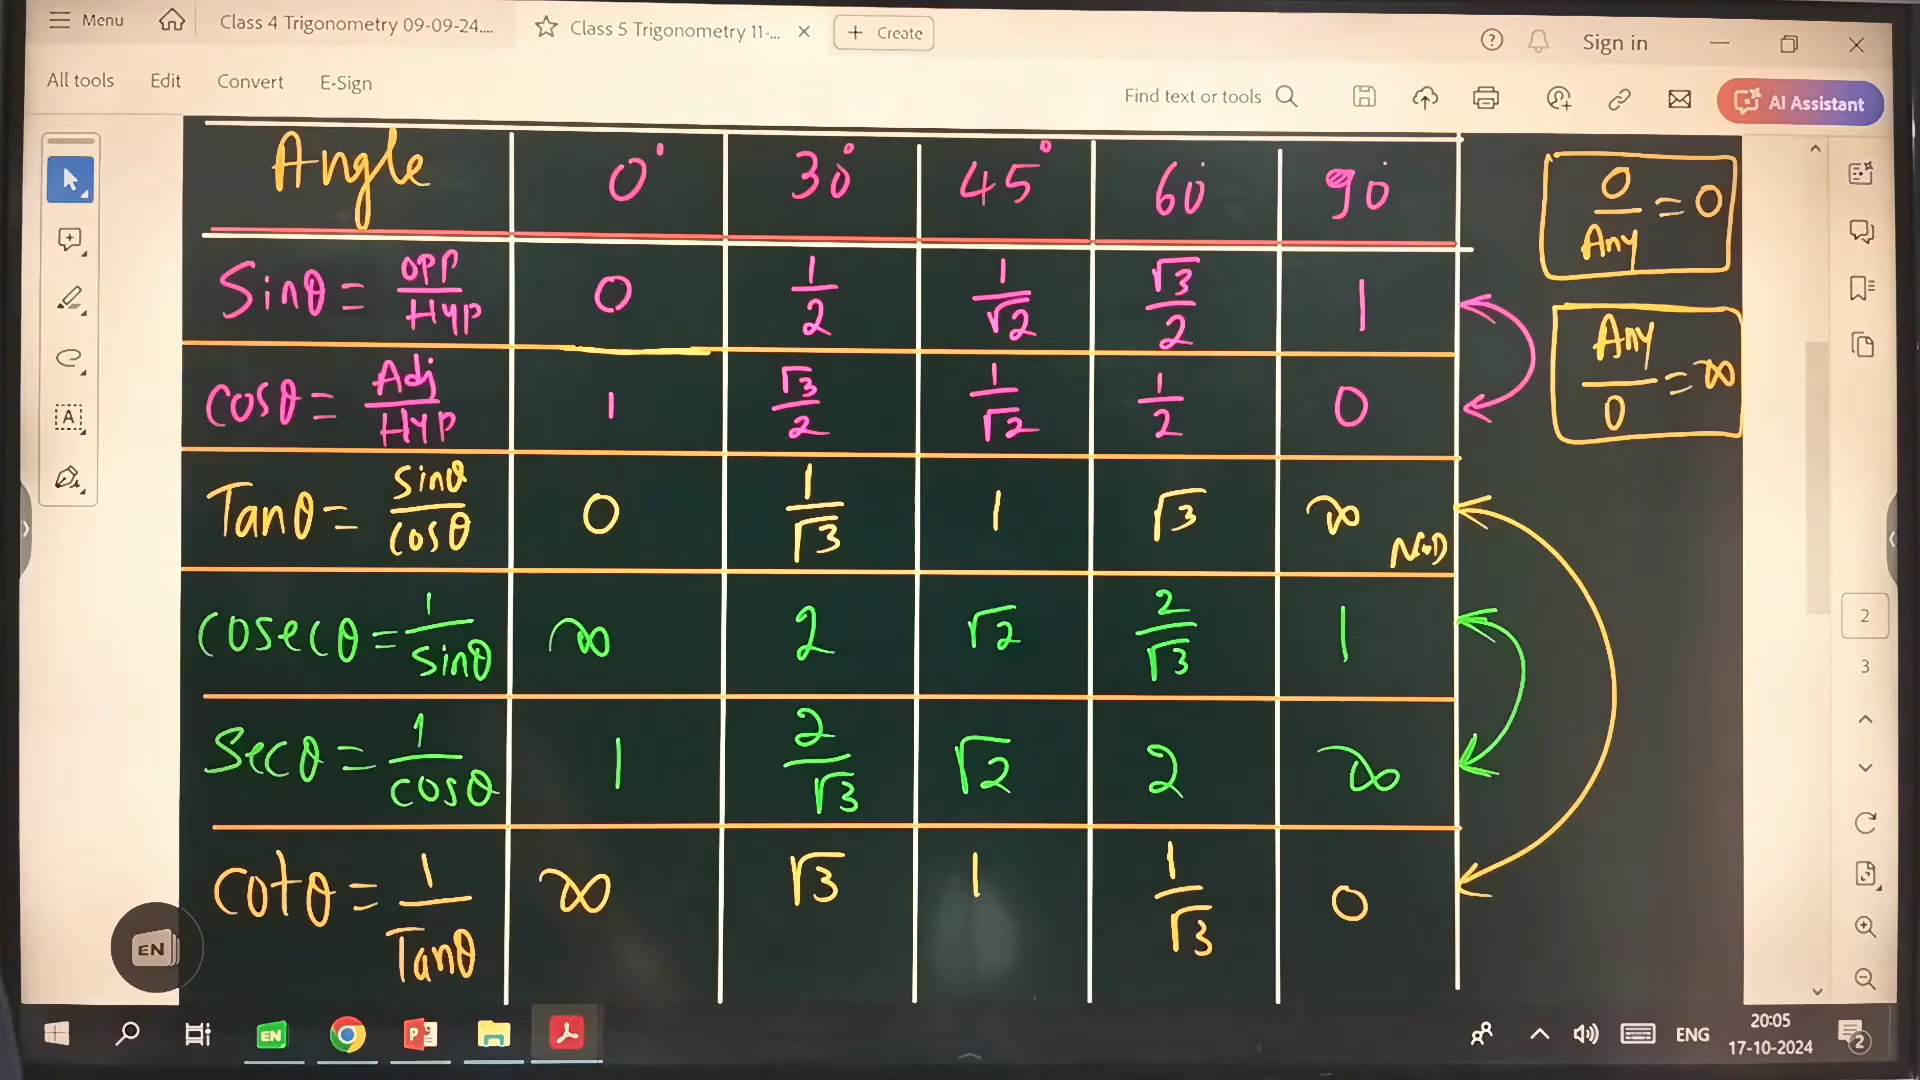 Menu Class 4 Trigonometry 09-09-24.... Class 5 Trigonometry 11-... × + Create Sign in
All tools Edit Convert E-Sign Find text or tools AI Assistant
Angle 0° 30° 45° 60° 90°
Sinθ = opp/Hyp 0 1/2 1/√2 √3/2 1
cosθ = Adj/Hyp 1 √3/2 1/√2 1/2 0
Tanθ = sinθ/cosθ 0 1/√3 1 √3 ∞ N.D
cosecθ = 1/sinθ ∞ 2 √2 2/√3 1
Secθ = 1/cosθ 1 2/√3 √2 2 ∞
cotθ = 1/Tanθ ∞ √3 1 1/√3 0
0/Any = 0
Any/0 = ∞
2
3
A
EN
EN P ENG 20:05
17-10-2024 2